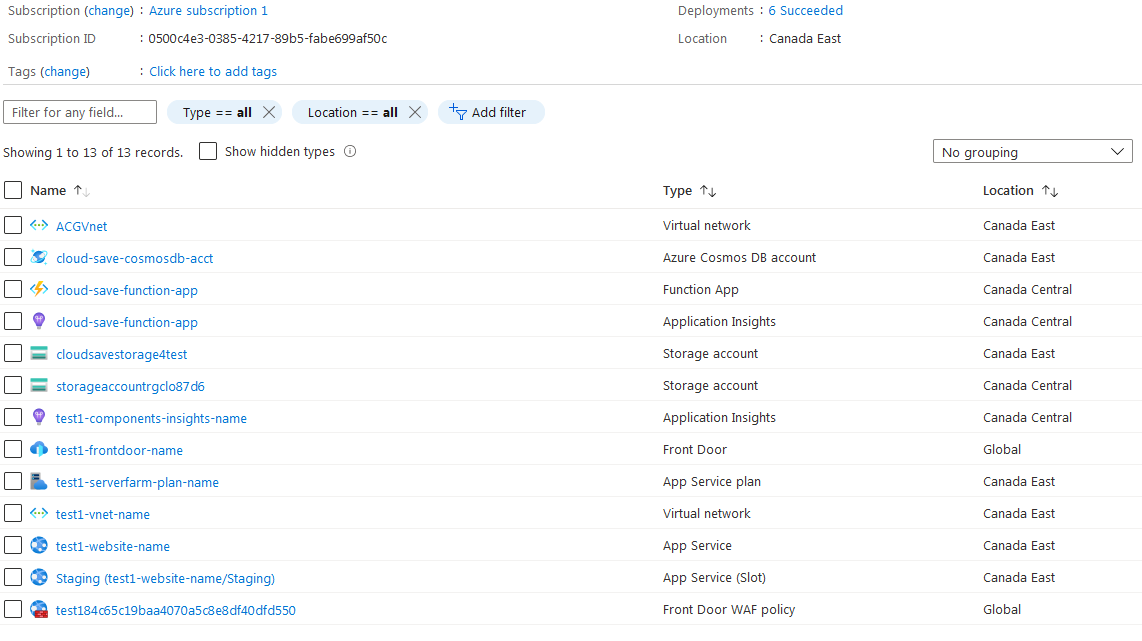 Subscription (change) : Azure subscription 1 Deployments : 6 Succeeded
Subscription ID : 0500c4e3-0385-4217-89b5-fabe699af50c Location : Canada East
Tags (change) : Click here to add tags
Filter for any field... Type == all Location == all Add filter
Showing 1 to 13 of 13 records. Show hidden types No grouping
Name Type Location
ACGVnet Virtual network Canada East
cloud-save-cosmosdb-acct Azure Cosmos DB account Canada East
cloud-save-function-app Function App Canada Central
cloud-save-function-app Application Insights Canada Central
cloudsavestorage4test Storage account Canada East
storageaccountrgclo87d6 Storage account Canada Central
test1-components-insights-name Application Insights Canada Central
test1-frontdoor-name Front Door Global
test1-serverfarm-plan-name App Service plan Canada East
test1-vnet-name Virtual network Canada East
test1-website-name App Service Canada East
Staging (test1-website-name/Staging) App Service (Slot) Canada East
test184c65c19baa4070a5c8e8df40dfd550 Front Door WAF policy Global